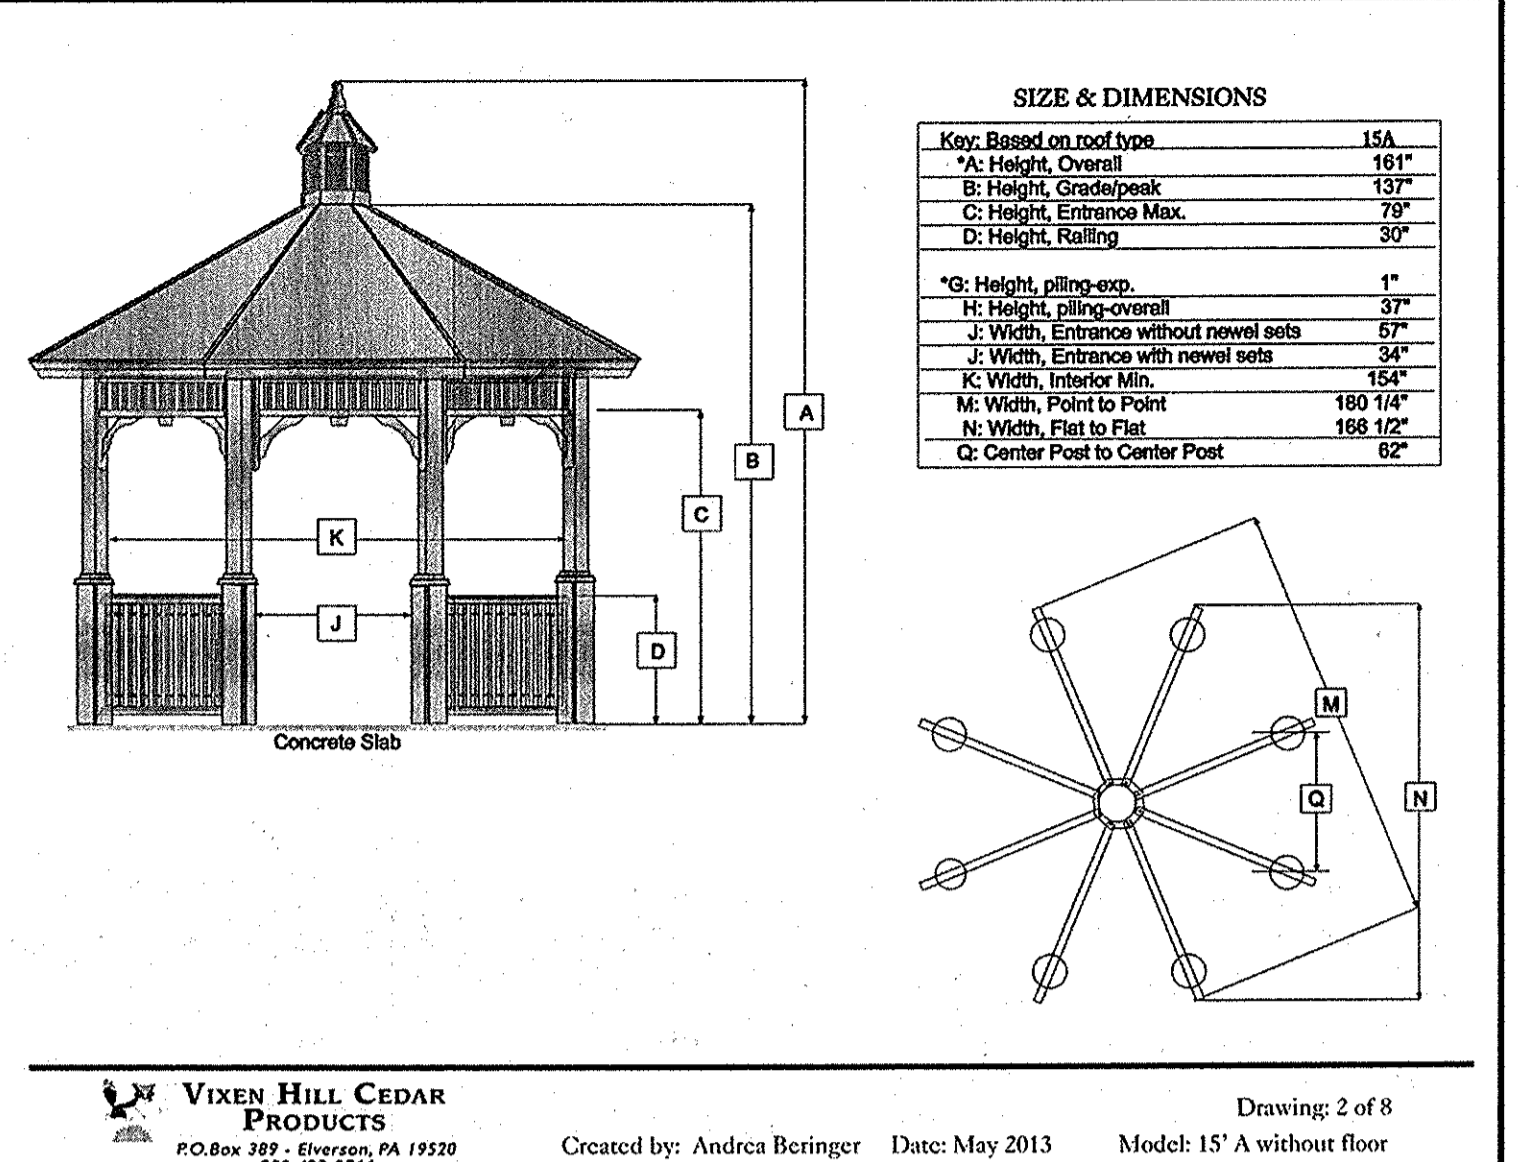 SIZE & DIMENSIONS
Key: Based on roof type 15A
*A: Height, Overall 161"
B: Height, Grade/peak 137"
C: Height, Entrance Max. 79"
D: Height, Railing 30"
*G: Height, piling-exp. 1"
H: Height, piling-overall 37"
J: Width, Entrance without newel sets 57"
J: Width, Entrance with newel sets 34"
K: Width, Interior Min. 154"
M: Width, Point to Point 180 1/4"
N: Width, Flat to Flat 166 1/2"
Q: Center Post to Center Post 62"
A
B
C
K
J
D
Concrete Slab
M
Q
N
VIXEN HILL CEDAR
PRODUCTS
P.O.Box 389 - Elverson, PA 19520
Created by: Andrea Beringer Date: May 2013
Drawing: 2 of 8
Model: 15' A without floor